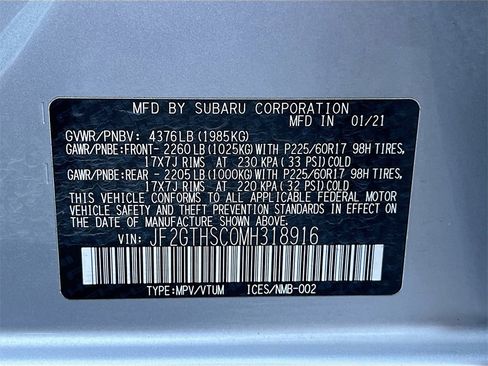 MFD BY SUBARU CORPORATION
MFD IN 01/21
GVWR/PNBV: 4376LB (1985KG)
GAWR/PNBE:FRONT- 2260 LB (1025KG) WITH P225/60R17 98H TIRES,
17X7J RIMS AT 230 KPA (33 PSI) COLD
GAWR/PNBE:REAR - 2205 LB (1000KG) WITH P225/60R17 98H TIRES,
17X7J RIMS AT 220 KPA (32 PSI) COLD
THIS VEHICLE CONFORMS TO ALL APPLICABLE FEDERAL MOTOR
VEHICLE SAFETY AND THEFT PREVENTION STANDARDS IN EFFECT
ON THE DATE OF MANUFACTURE SHOWN ABOVE.
VIN: JF2GTHSC0MH318916
TYPE:MPV/VTUM ICES/NMB-002